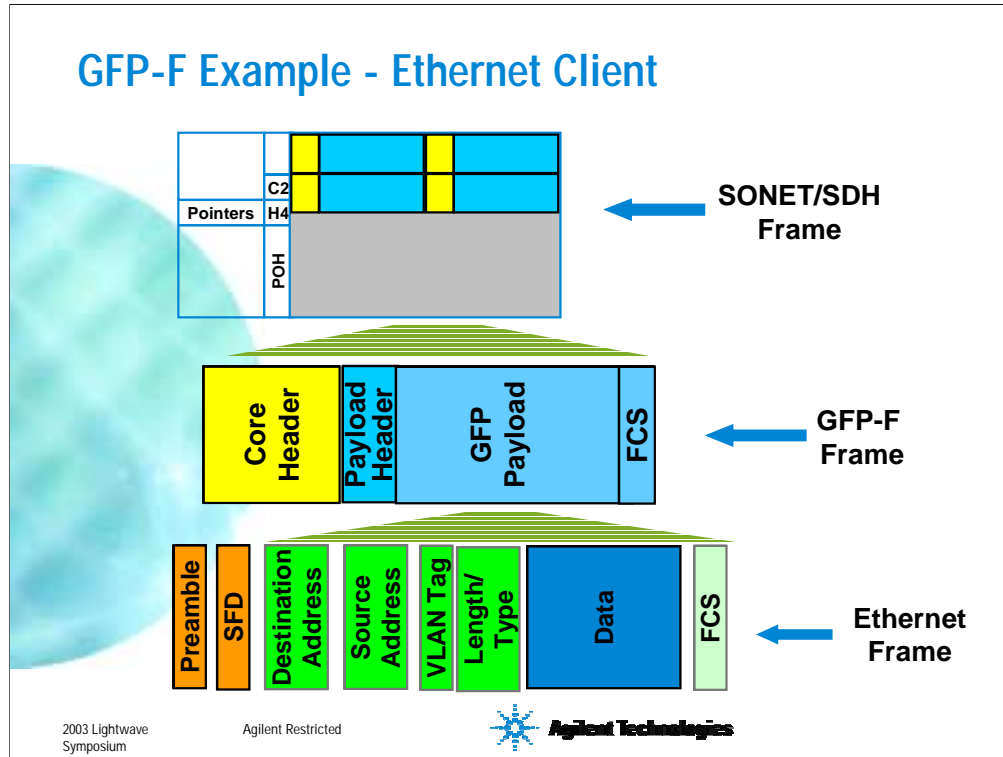 GFP-F Example - Ethernet Client
C2
Pointers
H4
POH
SONET/SDH
Frame
Core
Header
Payload
Header
GFP
Payload
FCS
GFP-F
Frame
Preamble
SFD
Destination
Address
Source
Address
VLAN Tag
Length/
Type
Data
FCS
Ethernet
Frame
2003 Lightwave
Symposium
Agilent Restricted
Agilent Technologies